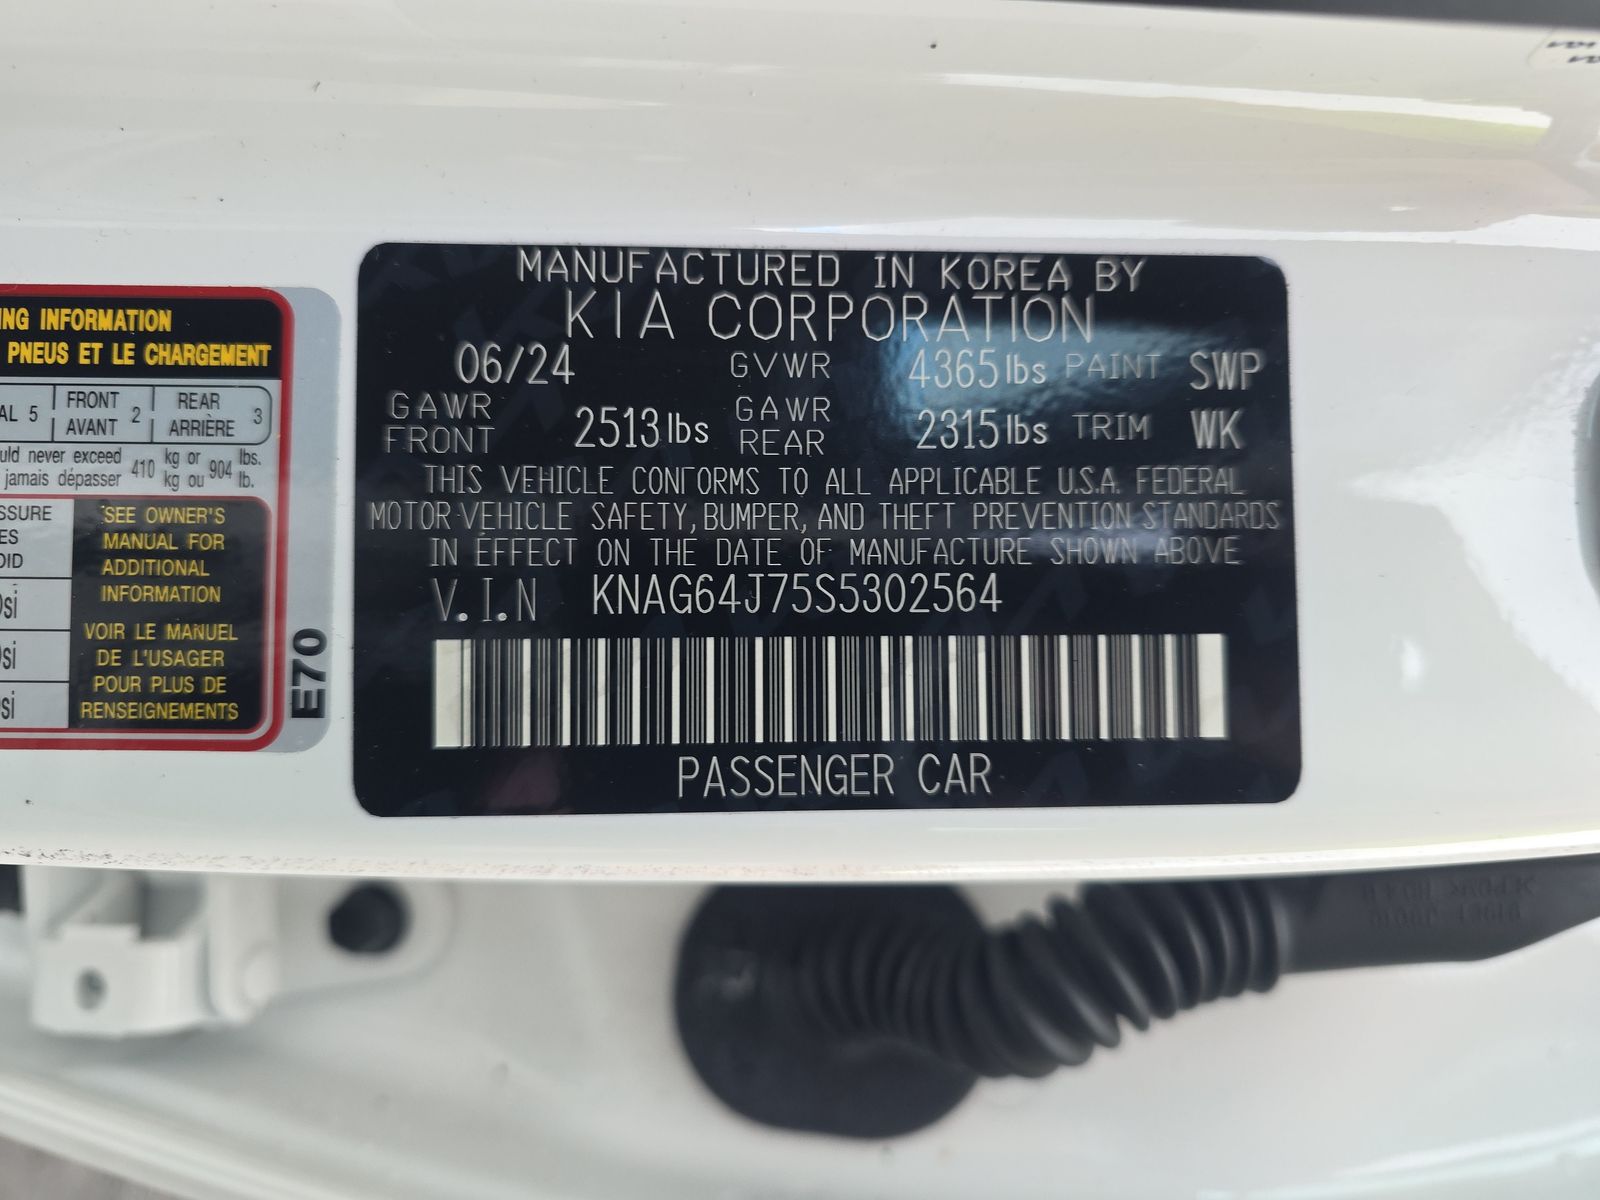 MANUFACTURED IN KOREA BY
KIA CORPORATION
06/24 GVWR 4365 lbs PAINT SWP
GAWR FRONT 2513 lbs GAWR REAR 2315 lbs TRIM WK
THIS VEHICLE CONFORMS TO ALL APPLICABLE U.S.A. FEDERAL
MOTOR VEHICLE SAFETY, BUMPER, AND THEFT PREVENTION STANDARDS
IN EFFECT ON THE DATE OF MANUFACTURE SHOWN ABOVE
V.I.N KNAG64J75S5302564
PASSENGER CAR
NG INFORMATION
PNEUS ET LE CHARGEMENT
AL 5 FRONT AVANT 2 REAR ARRIÈRE 3
uld never exceed 410 kg or 904 lbs.
jamais dépasser kg ou lb.
SSURE
ES
OID
SEE OWNER'S
MANUAL FOR
ADDITIONAL
INFORMATION
VOIR LE MANUEL
DE L'USAGER
POUR PLUS DE
RENSEIGNEMENTS
0si
0si
0si
E70